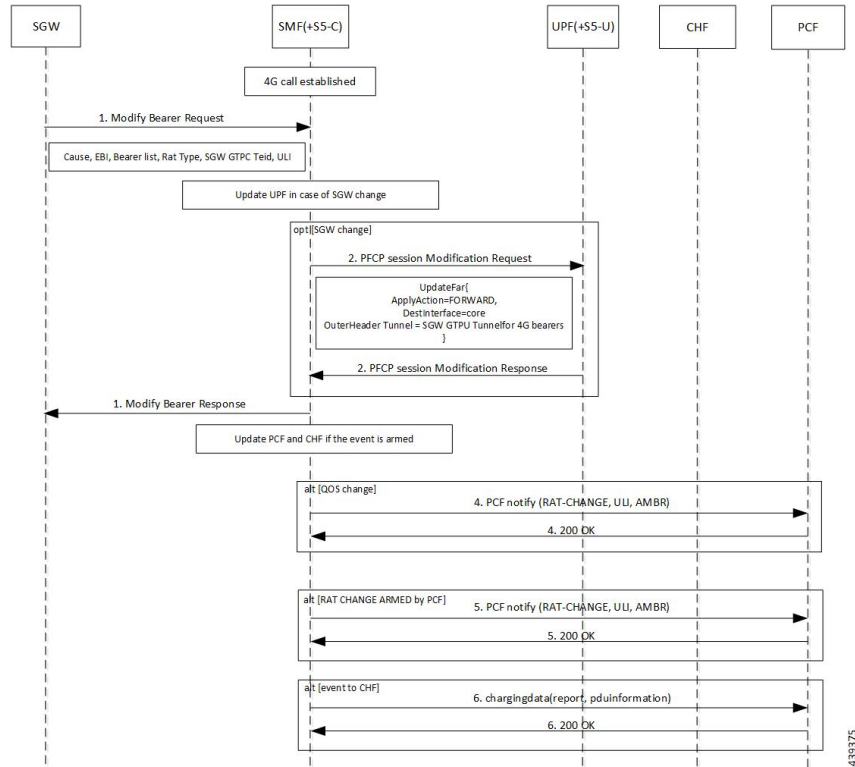 SGW
SMF(+S5-C)
UPF(+S5-U)
CHF
PCF
4G call established
1. Modify Bearer Request
Cause, EBI, Bearer list, Rat Type, SGW GTPC Teid, ULI
Update UPF in case of SGW change
opt [SGW change]
2. PFCP session Modification Request
UpdateFar{
ApplyAction=FORWARD,
DestInterface=core
OuterHeader Tunnel = SGW GTPU Tunnelfor 4G bearers
}
2. PFCP session Modification Response
1. Modify Bearer Response
Update PCF and CHF if the event is armed
alt [QOS change]
4. PCF notify (RAT-CHANGE, ULI, AMBR)
4. 200 OK
alt [RAT CHANGE ARMED by PCF]
5. PCF notify (RAT-CHANGE, ULI, AMBR)
5. 200 OK
alt [event to CHF]
6. chargingdata(report, pduinformation)
6. 200 OK
439375